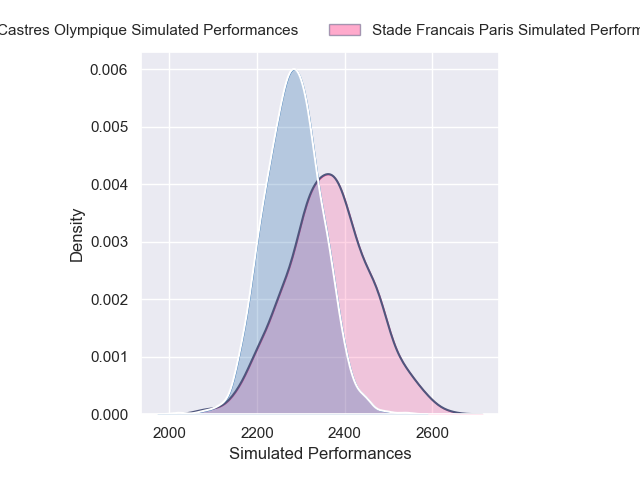 Castres Olympique Simulated Performances
Stade Francais Paris Simulated Perform
0.006
0.005
0.004
0.003
0.002
0.001
0.000
Density
2000 2200 2400 2600
Simulated Performances